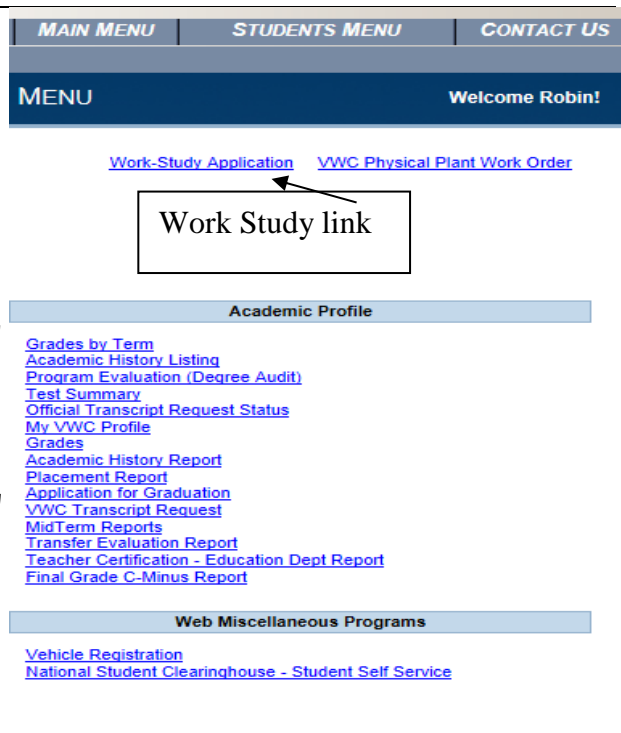 MAIN MENU STUDENTS MENU CONTACT US
MENU Welcome Robin!
Work-Study Application VWC Physical Plant Work Order
Work Study link
Academic Profile
Grades by Term
Academic History Listing
Program Evaluation (Degree Audit)
Test Summary
Official Transcript Request Status
My VWC Profile
Grades
Academic History Report
Placement Report
Application for Graduation
VWC Transcript Request
MidTerm Reports
Transfer Evaluation Report
Teacher Certification - Education Dept Report
Final Grade C-Minus Report
Web Miscellaneous Programs
Vehicle Registration
National Student Clearinghouse - Student Self Service